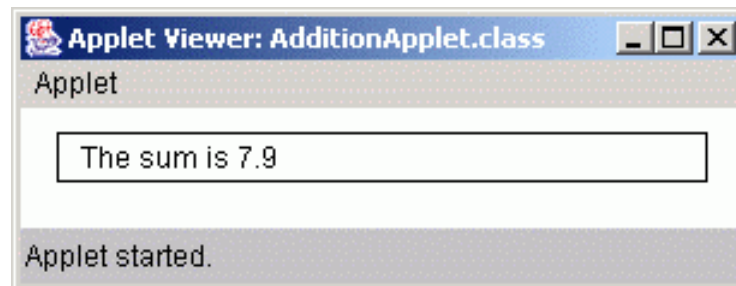 Applet Viewer: AdditionApplet.class
Applet
The sum is 7.9
Applet started.